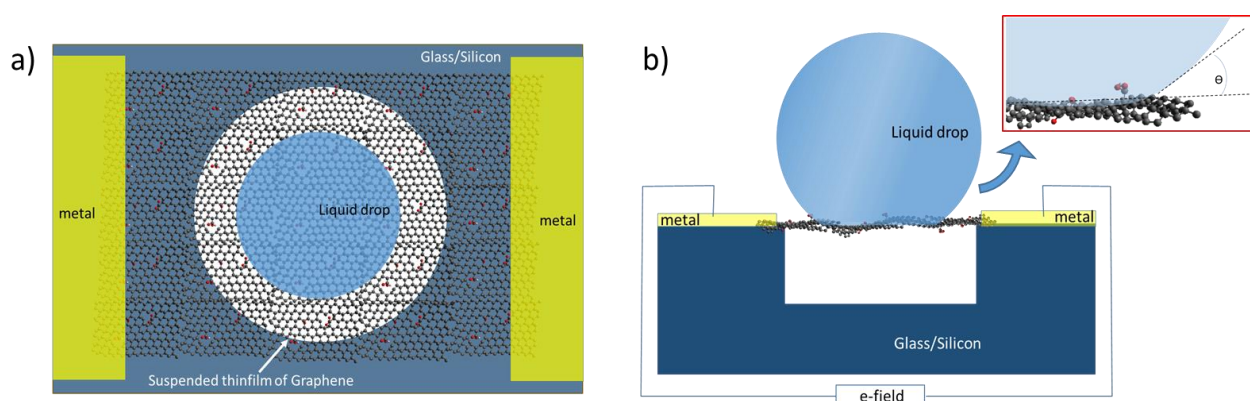 a)
Glass/Silicon
metal
Liquid drop
metal
Suspended thinfilm of Graphene
b)
Liquid drop
ϴ
metal
metal
Glass/Silicon
e-field